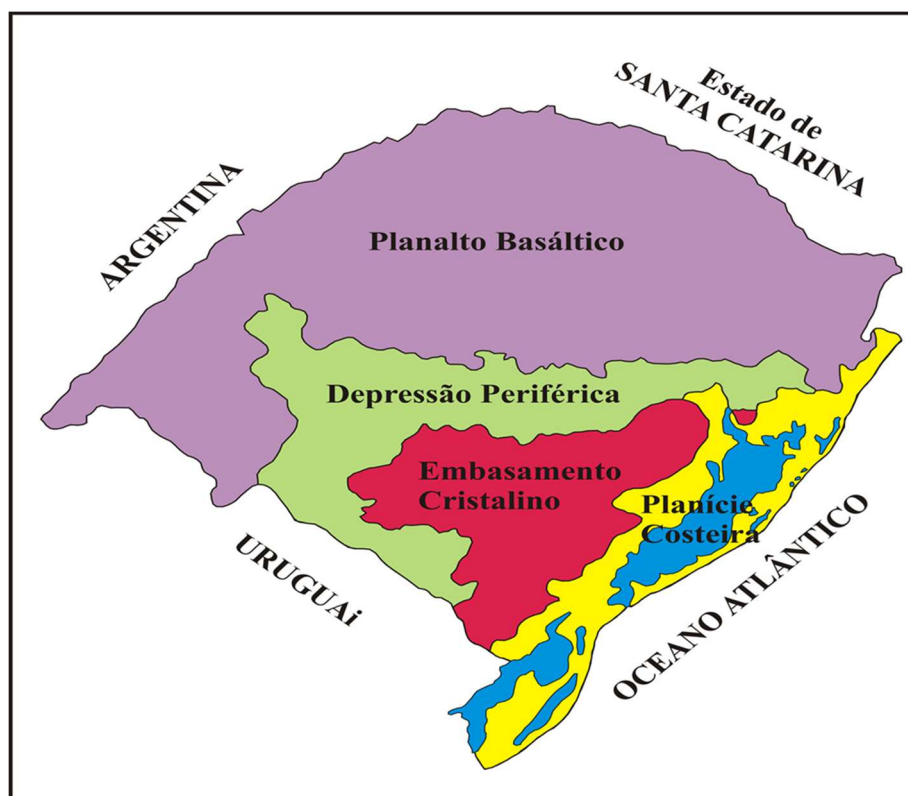 Estado de
SANTA CATARINA
ARGENTINA
Planalto Basáltico
Depressão Periférica
Embasamento
Cristalino
Planície
Costeira
URUGUAi
OCEANO ATLÂNTICO